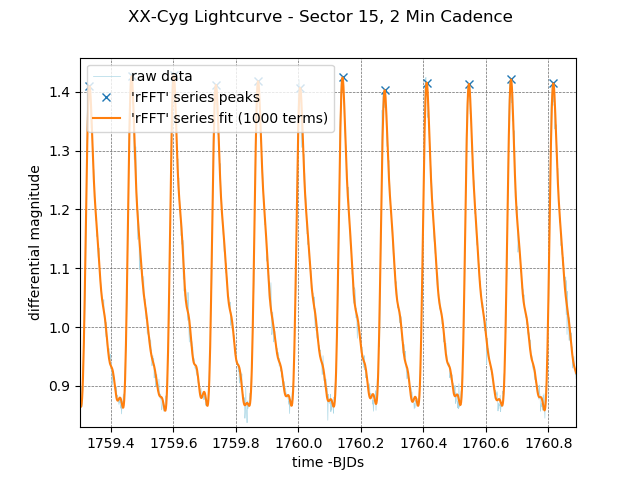 XX-Cyg Lightcurve - Sector 15, 2 Min Cadence
raw data
'rFFT' series peaks
'rFFT' series fit (1000 terms)
differential magnitude
1.4
1.3
1.2
1.1
1.0
0.9
1759.4 1759.6 1759.8 1760.0 1760.2 1760.4 1760.6 1760.8
time -BJDs